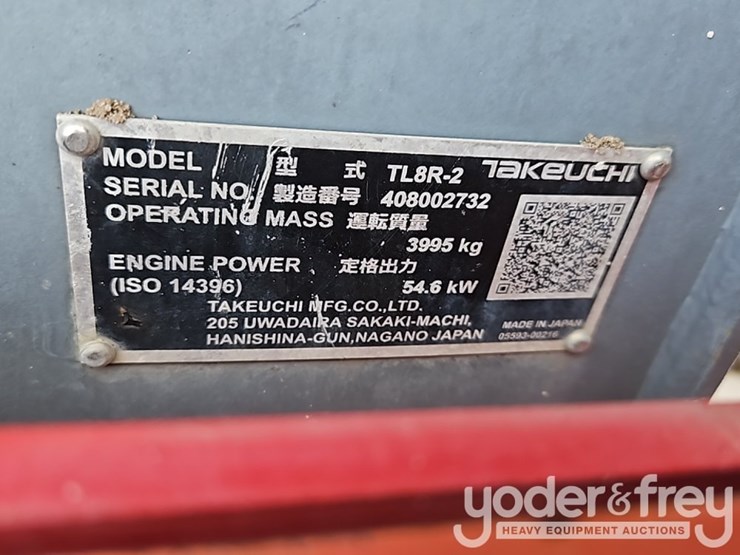 MODEL 型式 TL8R-2 TAKEUCHI
SERIAL NO. 製造番号 408002732
OPERATING MASS 運転質量
3995 kg
ENGINE POWER 定格出力
(ISO 14396) 54.6 kW
TAKEUCHI MFG.CO.,LTD.
205 UWADAIRA SAKAKI-MACHI,
HANISHINA-GUN,NAGANO JAPAN
MADE IN JAPAN
05593-00216
yoder&frey
HEAVY EQUIPMENT AUCTIONS